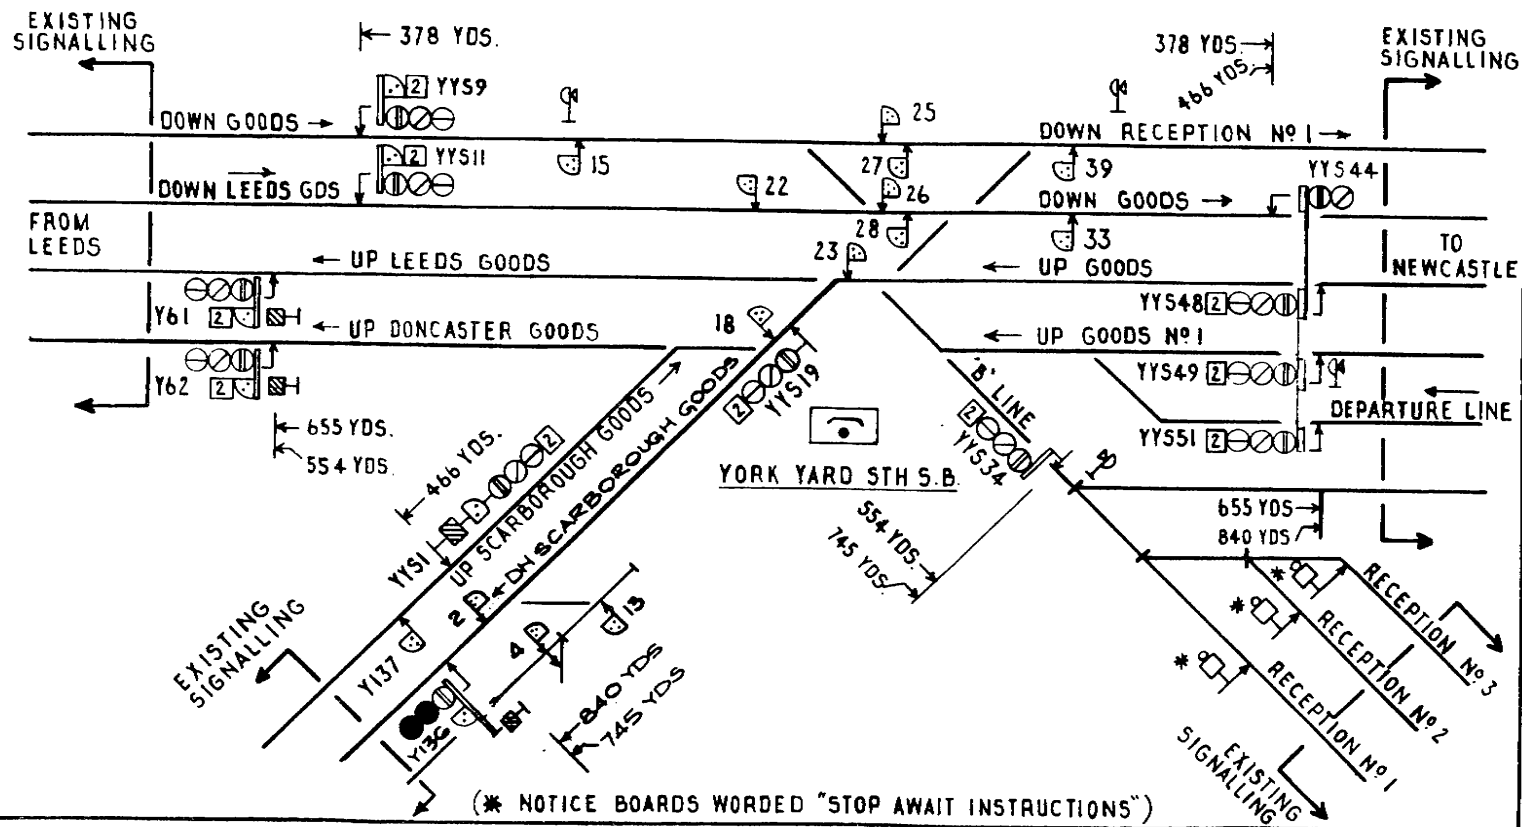 EXISTING
SIGNALLING
378 YDS.
378 YDS.
466 YDS.
EXISTING
SIGNALLING
2 YYS9
DOWN GOODS
25
DOWN RECEPTION Nº 1
2 YYS11
15
27
39
YYS44
DOWN LEEDS GDS
22
26
DOWN GOODS
FROM
LEEDS
28
33
TO
NEWCASTLE
23
UP LEEDS GOODS
UP GOODS
Y61 2
YYS48 2
18
UP DONCASTER GOODS
UP GOODS Nº 1
Y62 2
2 YYS19
'B' LINE
YYS49 2
DEPARTURE LINE
655 YDS.
554 YDS.
2 YYS34
YYS51 2
466 YDS.
2
YORK YARD STH S.B.
YYS1
UP SCARBOROUGH GOODS
DN SCARBOROUGH GOODS
554 YDS.
745 YDS.
655 YDS
840 YDS
2
4
13
EXISTING
SIGNALLING
Y137
Y136
840 YDS
745 YDS
* RECEPTION Nº 3
* RECEPTION Nº 2
* RECEPTION Nº 1
EXISTING
SIGNALLING
(* NOTICE BOARDS WORDED "STOP AWAIT INSTRUCTIONS")